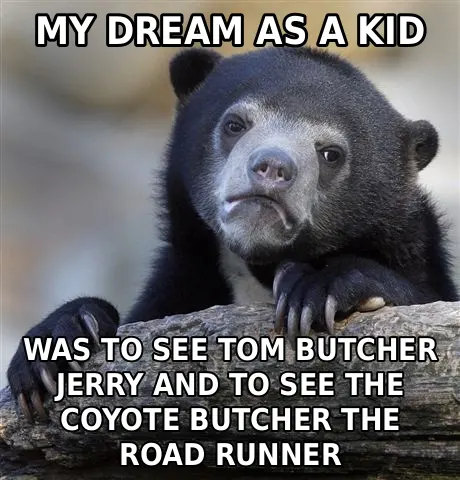 MY DREAM AS A KID
WAS TO SEE TOM BUTCHER
JERRY AND TO SEE THE
COYOTE BUTCHER THE
ROAD RUNNER